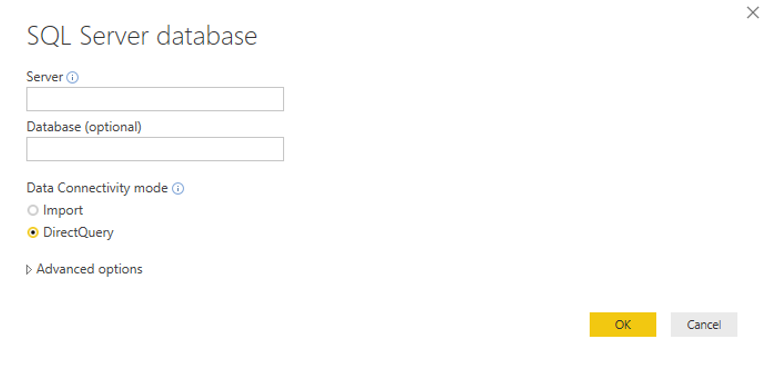 SQL Server database
Server
Database (optional)
Data Connectivity mode
Import
DirectQuery
Advanced options
OK Cancel